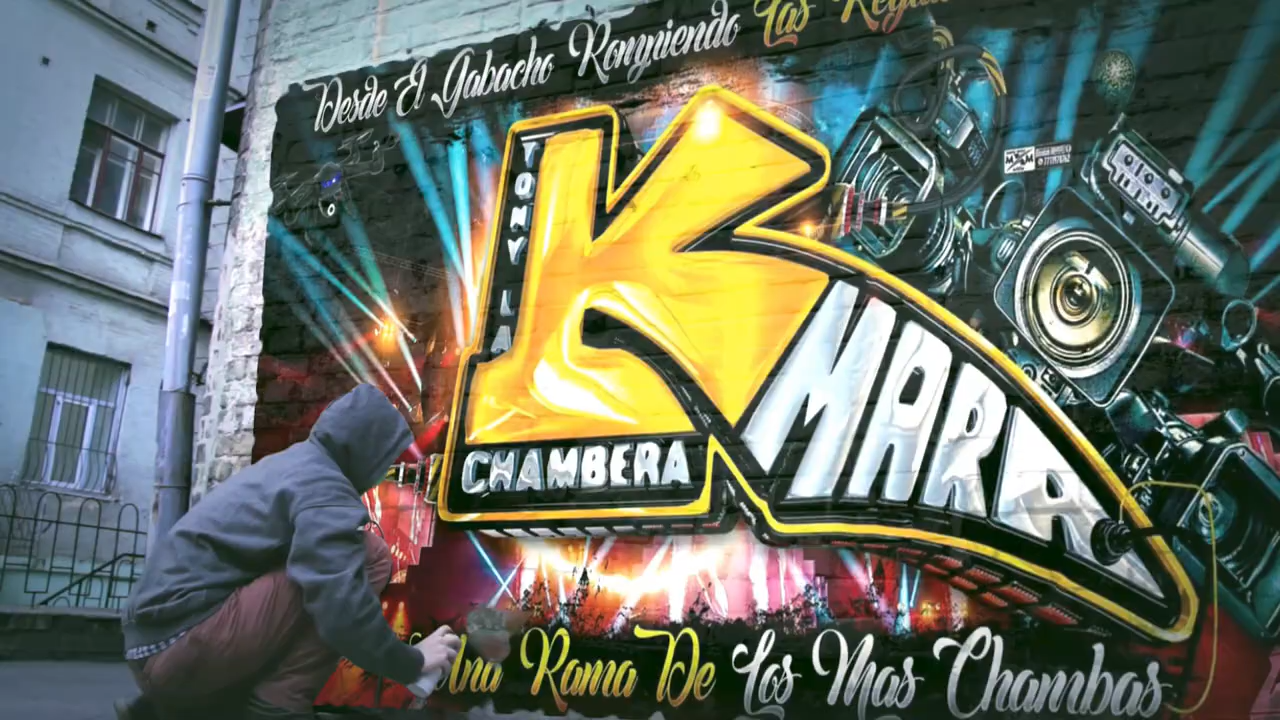 Desde El Gabacho Rompiendo Las
TONY LA
K
MARA
CHAMBERA
Una Rama De Los Mas Chambas